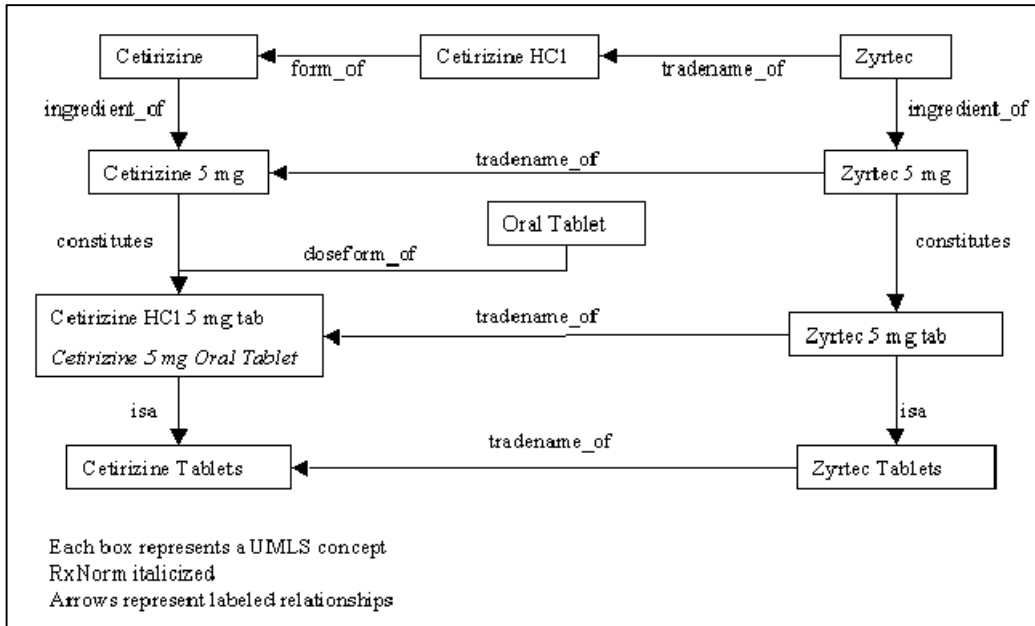 Cetirizine
Cetirizine HC1
Zyrtec
form_of
tradename_of
ingredient_of
ingredient_of
Cetirizine 5 mg
tradename_of
Zyrtec 5 mg
Oral Tablet
constitutes
constitutes
doseform_of
Cetirizine HC1 5 mg tab
Cetirizine 5 mg Oral Tablet
tradename_of
Zyrtec 5 mg tab
isa
isa
tradename_of
Cetirizine Tablets
Zyrtec Tablets
Each box represents a UMLS concept
RxNorm italicized
Arrows represent labeled relationships